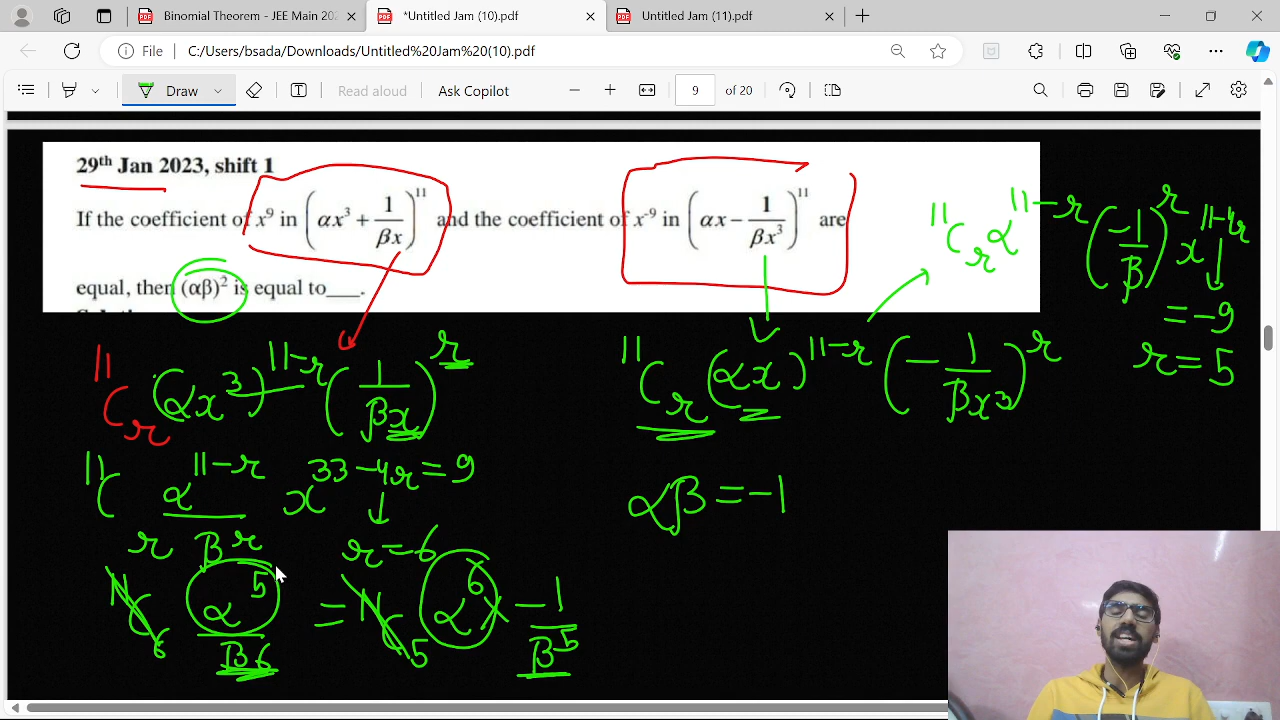 Binomial Theorem - JEE Main 202
*Untitled Jam (10).pdf
Untitled Jam (11).pdf
File C:/Users/bsada/Downloads/Untitled%20Jam%20(10).pdf
Draw
Read aloud
Ask Copilot
9 of 20
29th Jan 2023, shift 1
If the coefficient of x⁹ in (αx³ + 1/βx)¹¹ and the coefficient of x⁻⁹ in (αx − 1/βx³)¹¹ are
equal, then (αβ)² is equal to___.
¹¹Cᵣ α¹¹⁻ʳ (−1/β)ʳ x¹¹⁻⁴ʳ
= −9
r = 5
¹¹Cᵣ (αx³)¹¹⁻ʳ (1/βx)ʳ
¹¹Cᵣ (αx)¹¹⁻ʳ (− 1/βx³)ʳ
¹¹Cᵣ α¹¹⁻ʳ/βʳ x³³⁻⁴ʳ = 9
r = 6
αβ = −1
¹¹C₆ α⁵/β⁶ = ¹¹C₅ α⁶ × −1/β⁵